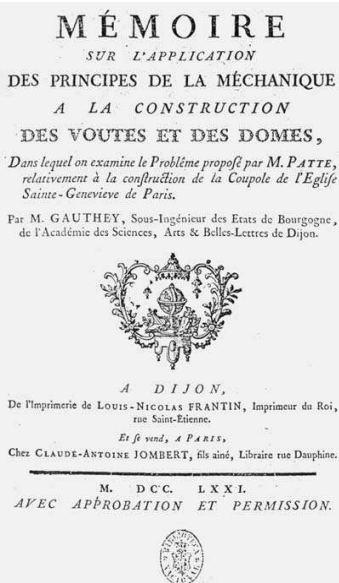 MÉMOIRE
SUR L'APPLICATION
DES PRINCIPES DE LA MÉCHANIQUE
A LA CONSTRUCTION
DES VOUTES ET DES DOMES,
Dans lequel on examine le Problême proposé par M. PATTE,
relativement à la construction de la Coupole de l'Eglise
Sainte-Genevieve de Paris.
Par M. GAUTHEY, Sous-Ingénieur des Etats de Bourgogne,
de l'Académie des Sciences, Arts & Belles-Lettres de Dijon.
A DIJON,
De l'Imprimerie de LOUIS-NICOLAS FRANTIN, Imprimeur du Roi,
rue Saint-Étienne.
Et se vend, A PARIS,
Chez CLAUDE-ANTOINE JOMBERT, fils ainé, Libraire rue Dauphine.
M. DCC. LXXI.
AVEC APPROBATION ET PERMISSION.